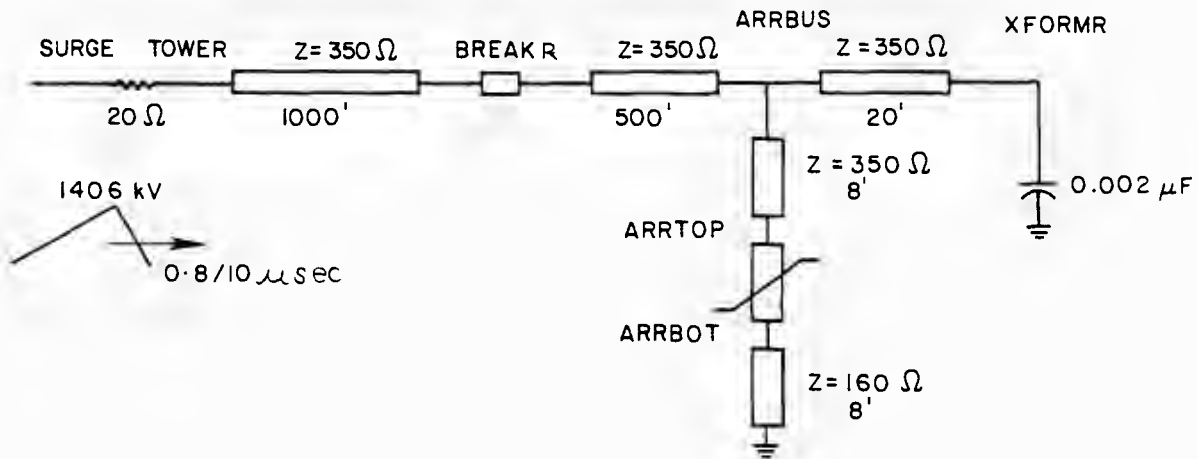 ARRBUS
XFORMR
SURGE TOWER Z = 350 Ω BREAKR Z = 350 Ω Z = 350 Ω
20 Ω 1000' 500' 20'
Z = 350 Ω
8'
0.002 μF
1406 kV
ARRTOP
0.8/10 μsec
ARRBOT
Z = 160 Ω
8'